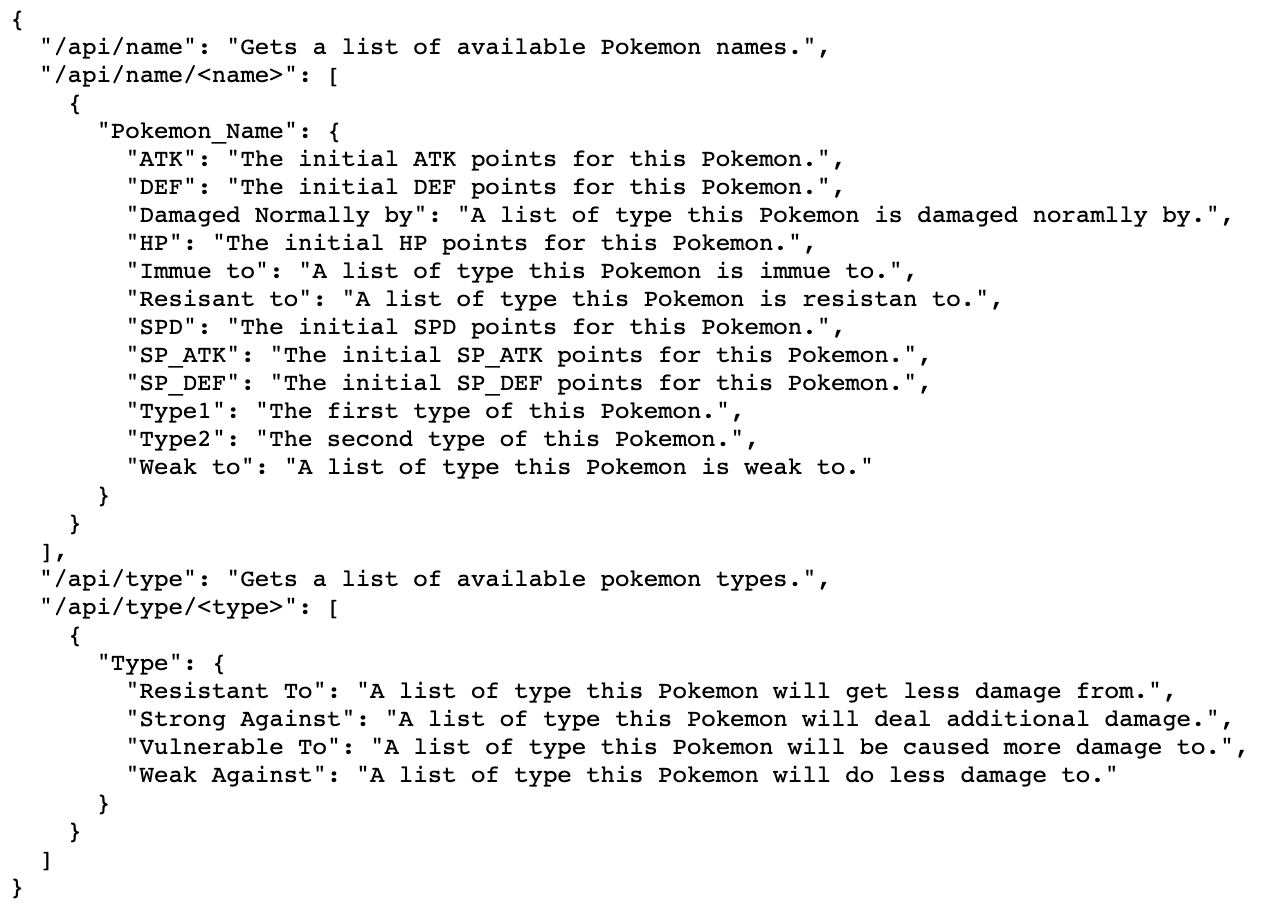 {
  "/api/name": "Gets a list of available Pokemon names.",
  "/api/name/<name>": [
    {
      "Pokemon_Name": {
        "ATK": "The initial ATK points for this Pokemon.",
        "DEF": "The initial DEF points for this Pokemon.",
        "Damaged Normally by": "A list of type this Pokemon is damaged noramlly by.",
        "HP": "The initial HP points for this Pokemon.",
        "Immue to": "A list of type this Pokemon is immue to.",
        "Resisant to": "A list of type this Pokemon is resistan to.",
        "SPD": "The initial SPD points for this Pokemon.",
        "SP_ATK": "The initial SP_ATK points for this Pokemon.",
        "SP_DEF": "The initial SP_DEF points for this Pokemon.",
        "Type1": "The first type of this Pokemon.",
        "Type2": "The second type of this Pokemon.",
        "Weak to": "A list of type this Pokemon is weak to."
      }
    }
  ],
  "/api/type": "Gets a list of available pokemon types.",
  "/api/type/<type>": [
    {
      "Type": {
        "Resistant To": "A list of type this Pokemon will get less damage from.",
        "Strong Against": "A list of type this Pokemon will deal additional damage.",
        "Vulnerable To": "A list of type this Pokemon will be caused more damage to.",
        "Weak Against": "A list of type this Pokemon will do less damage to."
      }
    }
  ]
}